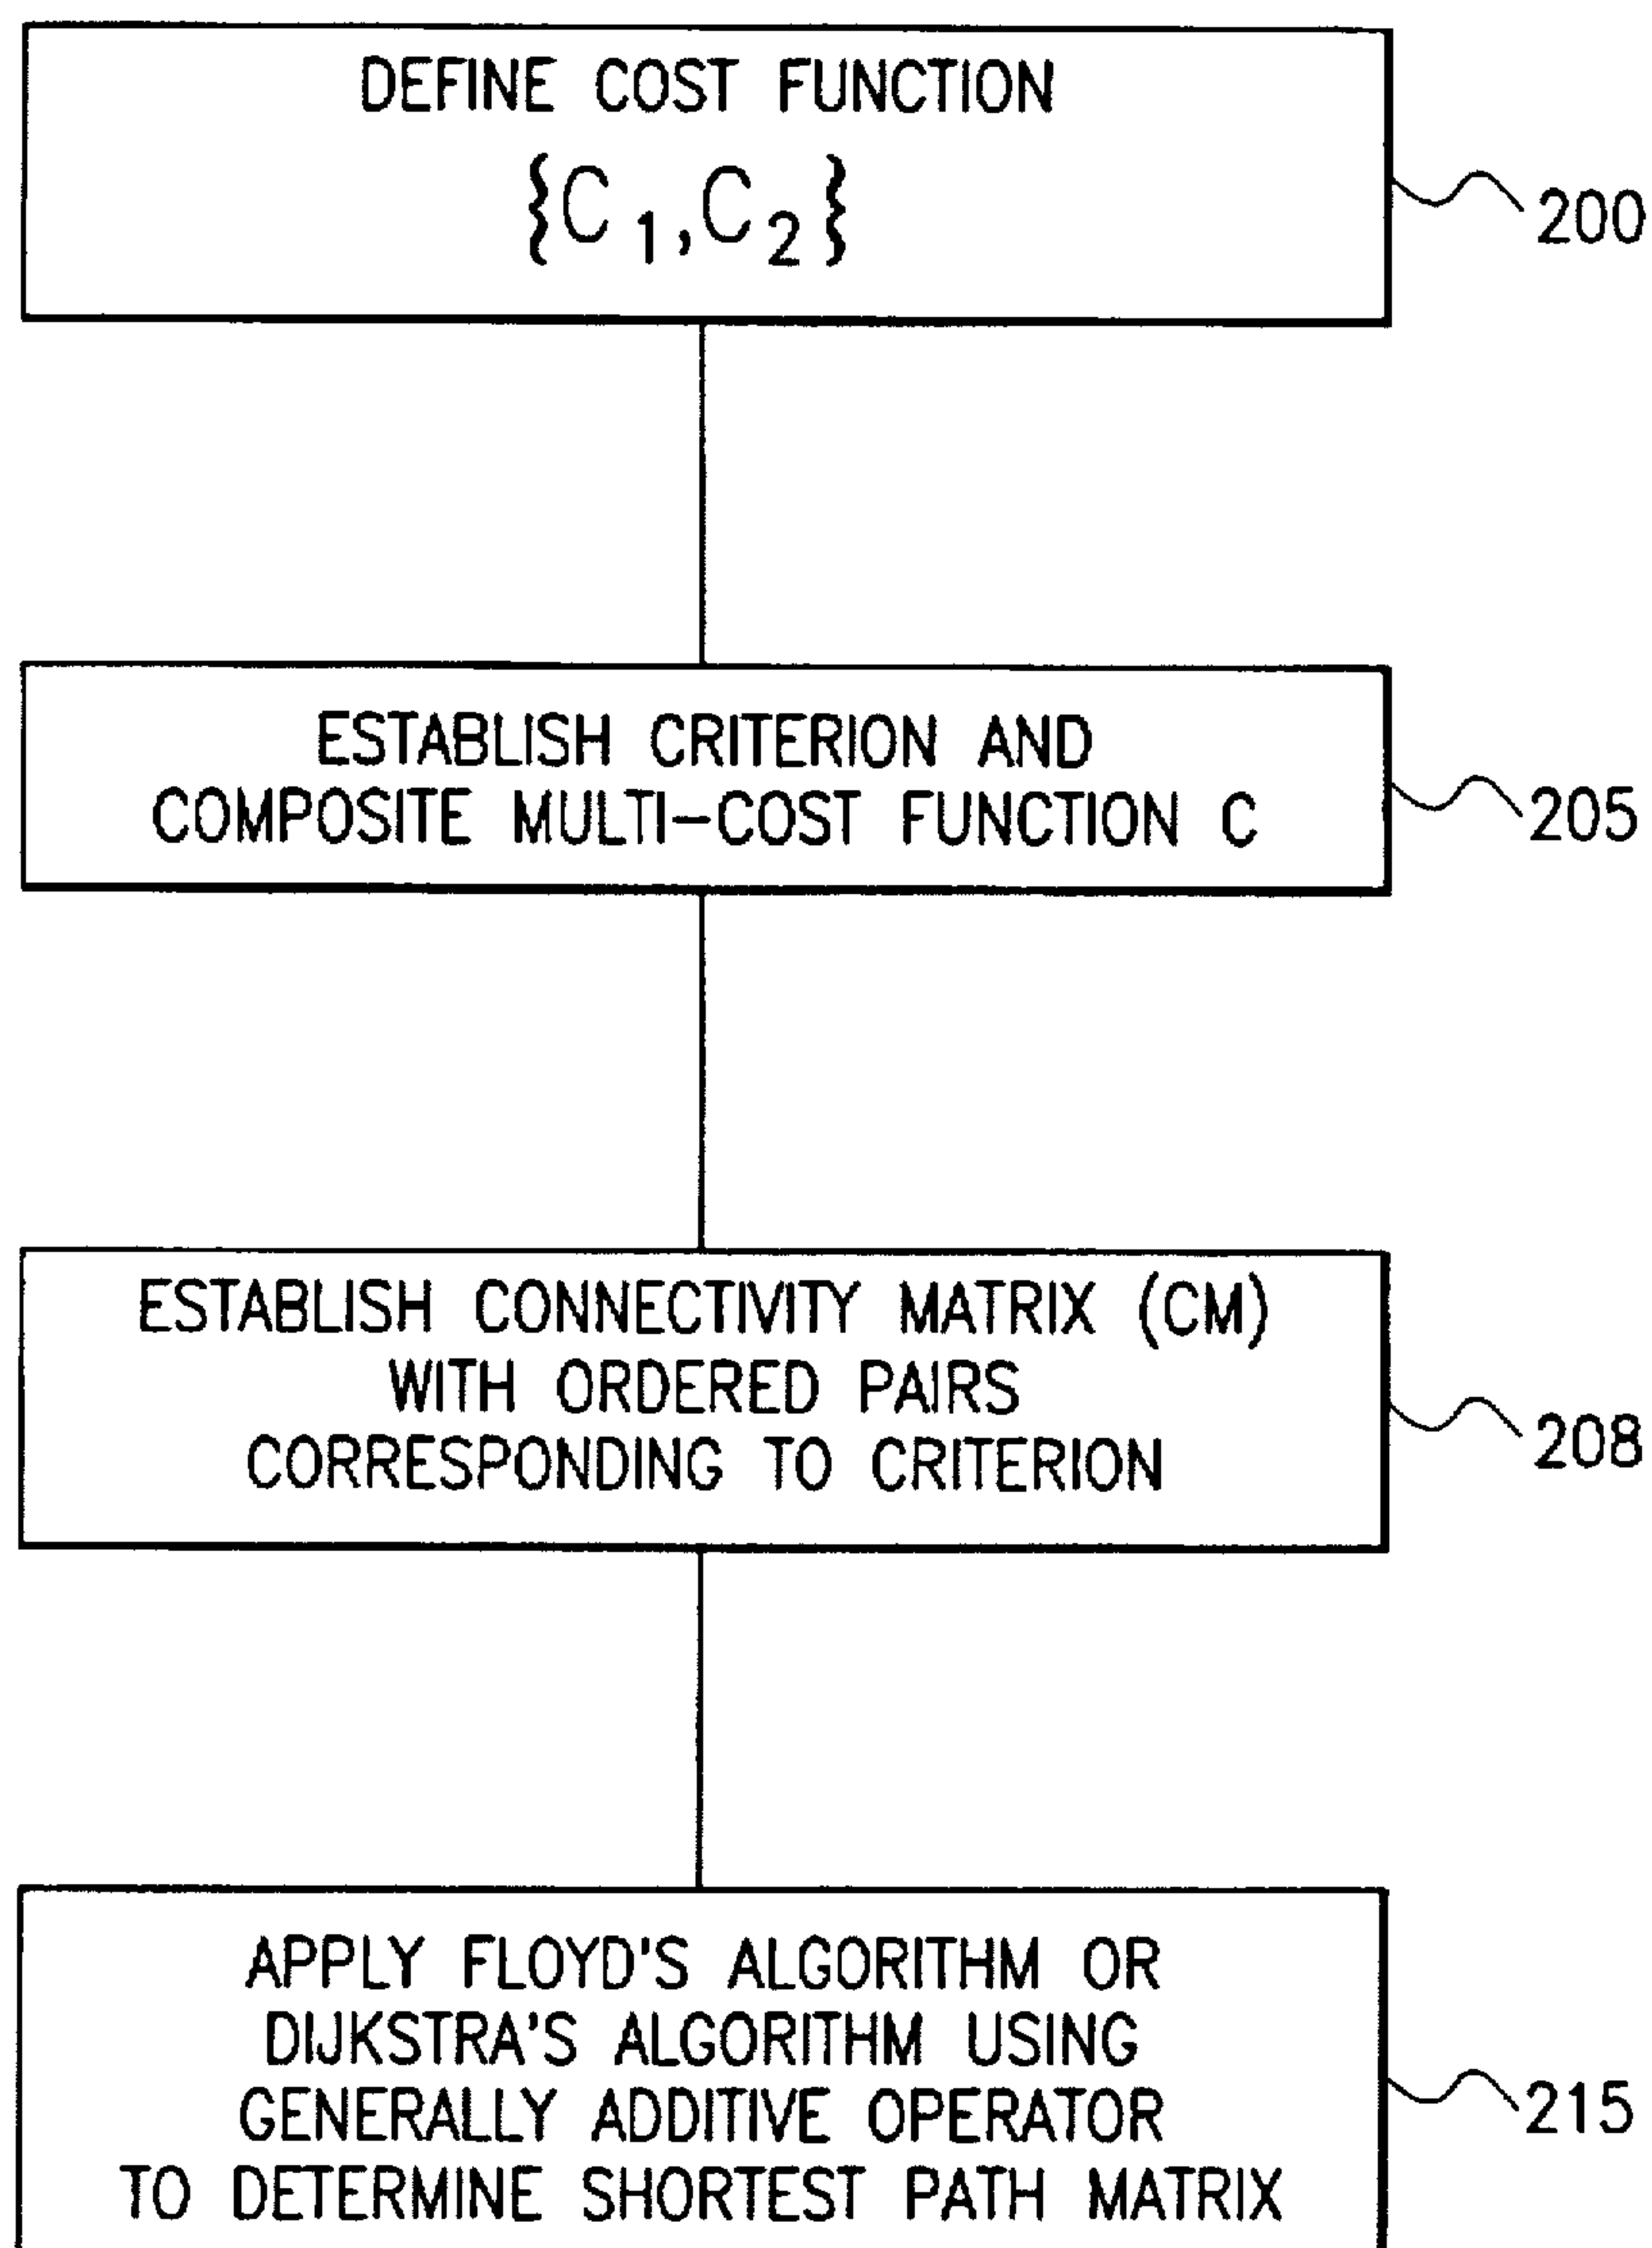 DEFINE COST FUNCTION
{C 1,C 2}
200
ESTABLISH CRITERION AND
COMPOSITE MULTI-COST FUNCTION C
205
ESTABLISH CONNECTIVITY MATRIX (CM)
WITH ORDERED PAIRS
CORRESPONDING TO CRITERION
208
APPLY FLOYD'S ALGORITHM OR
DIJKSTRA'S ALGORITHM USING
GENERALLY ADDITIVE OPERATOR
TO DETERMINE SHORTEST PATH MATRIX
215